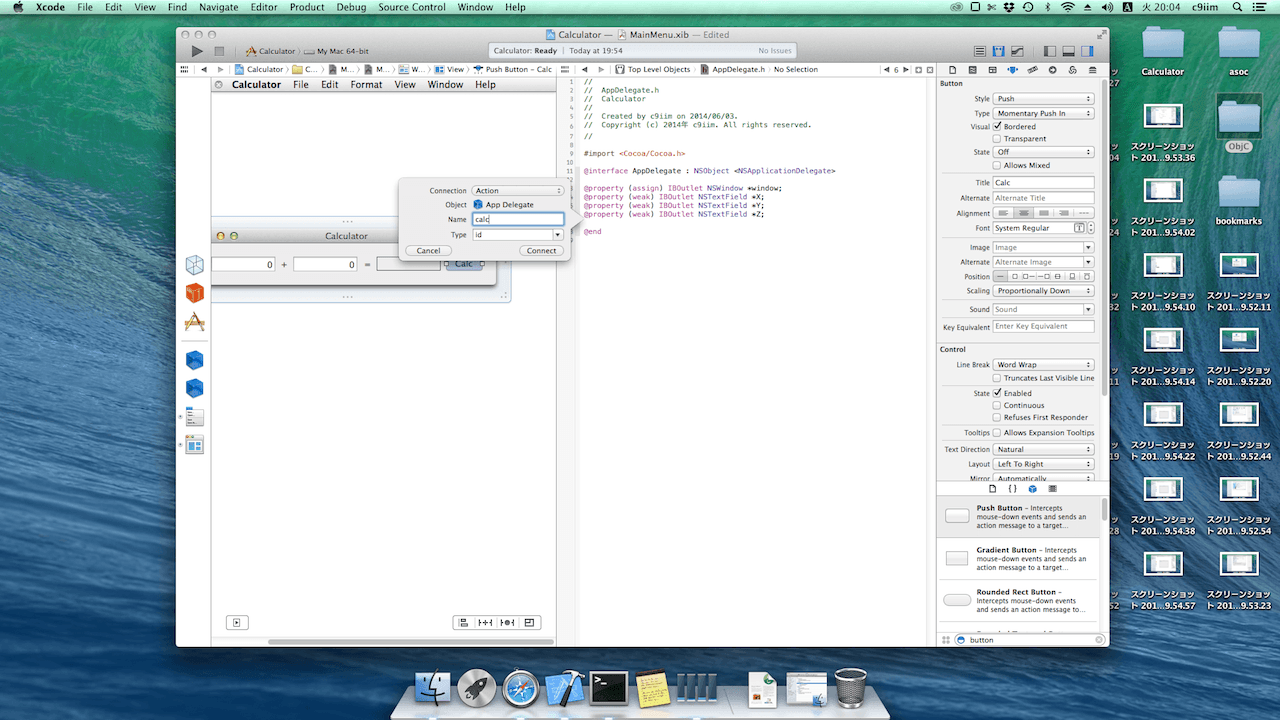 Xcode File Edit View Navigate Editor Product Debug Source Control Window Help
火 20:04 c9iim
Calculator — MainMenu.xib — Edited
Calculator My Mac 64-bit
Calculator: Ready | Today at 19:54
No Issues
Calculator C... M... M... W... View Push Button - Calc
Top Level Objects AppDelegate.h No Selection
6
Calculator File Edit Format View Window Help
//
// AppDelegate.h
// Calculator
//
// Created by c9iim on 2014/06/03.
// Copyright (c) 2014年 c9iim. All rights reserved.
//
#import <Cocoa/Cocoa.h>
@interface AppDelegate : NSObject <NSApplicationDelegate>
@property (assign) IBOutlet NSWindow *window;
@property (weak) IBOutlet NSTextField *X;
@property (weak) IBOutlet NSTextField *Y;
@property (weak) IBOutlet NSTextField *Z;
@end
Connection Action
Object App Delegate
Name calc
Type id
Cancel Connect
Calculator
0 + 0 = Calc
Button
Style Push
Type Momentary Push In
Visual Bordered
Transparent
State Off
Allows Mixed
Title Calc
Alternate Alternate Title
Alignment
Font System Regular
Image Image
Alternate Alternate Image
Position
Scaling Proportionally Down
Sound Sound
Key Equivalent Enter Key Equivalent
Control
Line Break Word Wrap
Truncates Last Visible Line
State Enabled
Continuous
Refuses First Responder
Tooltips Allows Expansion Tooltips
Text Direction Natural
Layout Left To Right
Mirror Automatically
Push Button - Intercepts
mouse-down events and sends an
action message to a target...
Gradient Button - Intercepts
mouse-down events and sends an
action message to a target...
Rounded Rect Button -
Intercepts mouse-down events
and sends an action message to...
button
Calculator
asoc
スクリーンショッ
ト 201...9.53.36
ObjC
スクリーンショッ
ト 201...9.54.02
bookmarks
スクリーンショッ
ト 201...9.54.10
スクリーンショッ
ト 201...9.52.11
スクリーンショッ
ト 201...9.54.14
スクリーンショッ
ト 201...9.52.20
スクリーンショッ
ト 201...9.54.22
スクリーンショッ
ト 201...9.52.44
スクリーンショッ
ト 201...9.54.38
スクリーンショッ
ト 201...9.52.54
スクリーンショッ
ト 201...9.54.57
スクリーンショッ
ト 201...9.53.23